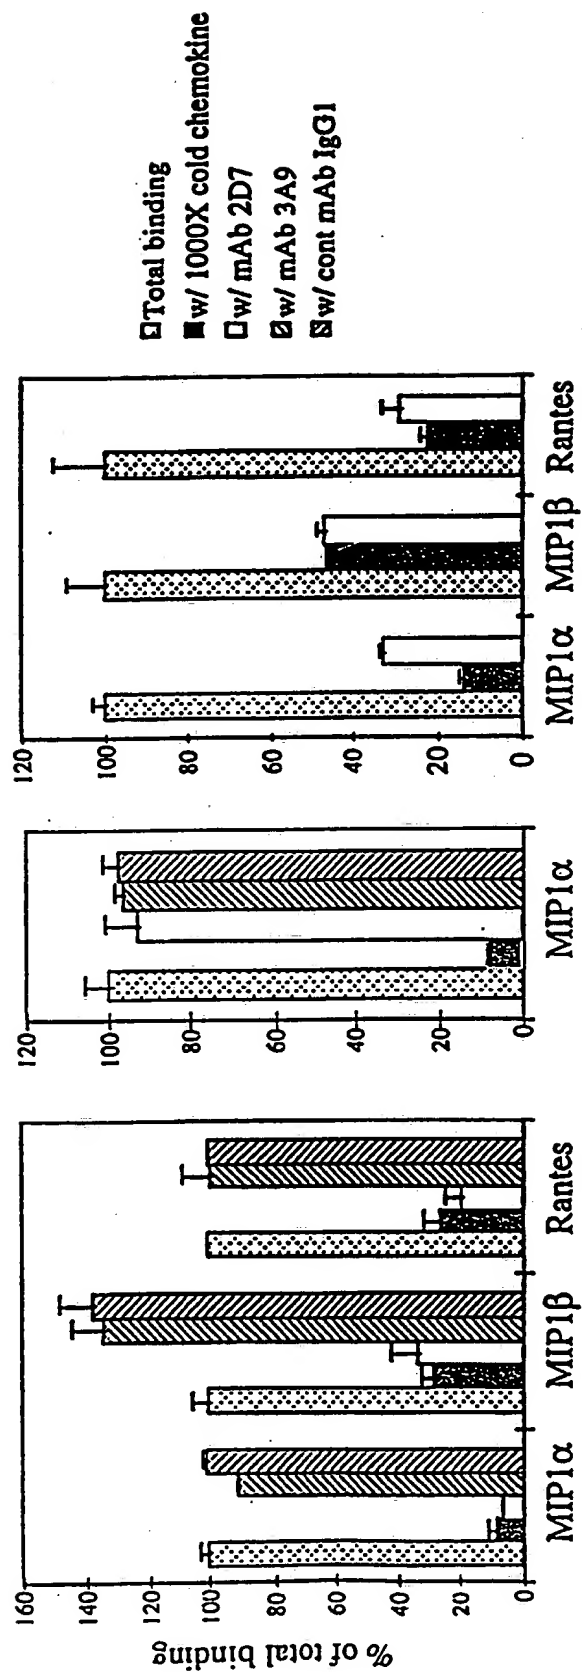 % of total binding
160
140
120
100
80
60
40
20
0
MIP1α MIP1β Rantes
120
100
80
60
40
20
0
MIP1α
120
100
80
60
40
20
0
MIP1α MIP1β Rantes
Total binding
w/ 1000X cold chemokine
w/ mAb 2D7
w/ mAb 3A9
w/ cont mAb IgG1